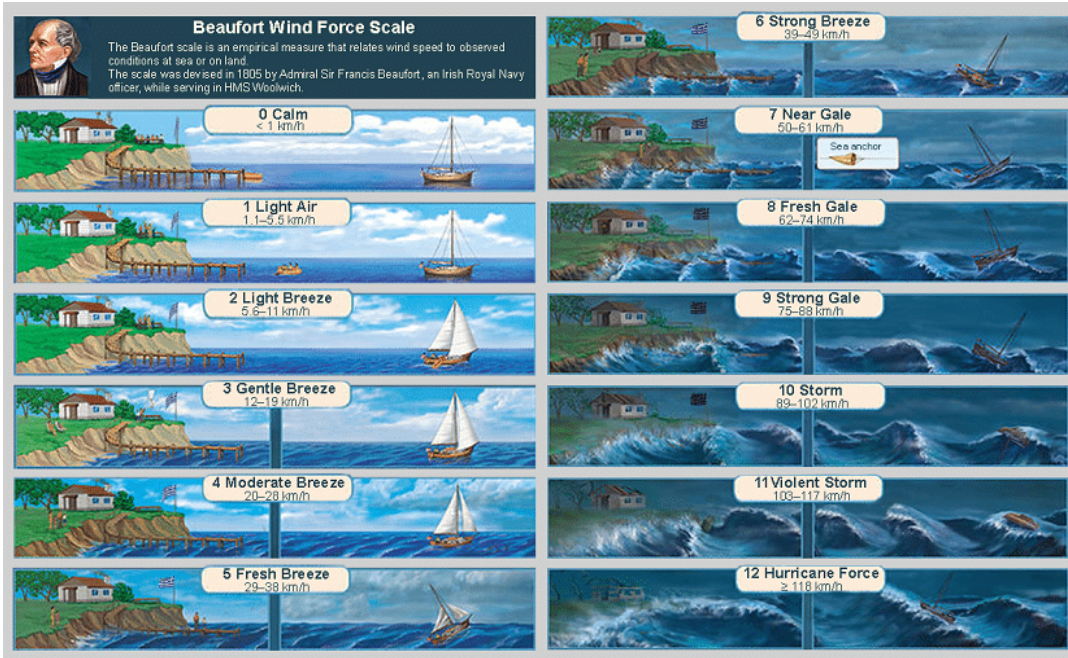 Beaufort Wind Force Scale
The Beaufort scale is an empirical measure that relates wind speed to observed
conditions at sea or on land.
The scale was devised in 1805 by Admiral Sir Francis Beaufort, an Irish Royal Navy
officer, while serving in HMS Woolwich.
0 Calm
< 1 km/h
1 Light Air
1.1–5.5 km/h
2 Light Breeze
5.6–11 km/h
3 Gentle Breeze
12–19 km/h
4 Moderate Breeze
20–28 km/h
5 Fresh Breeze
29–38 km/h
6 Strong Breeze
39–49 km/h
7 Near Gale
50–61 km/h
Sea anchor
8 Fresh Gale
62–74 km/h
9 Strong Gale
75–88 km/h
10 Storm
89–102 km/h
11 Violent Storm
103–117 km/h
12 Hurricane Force
≥ 118 km/h